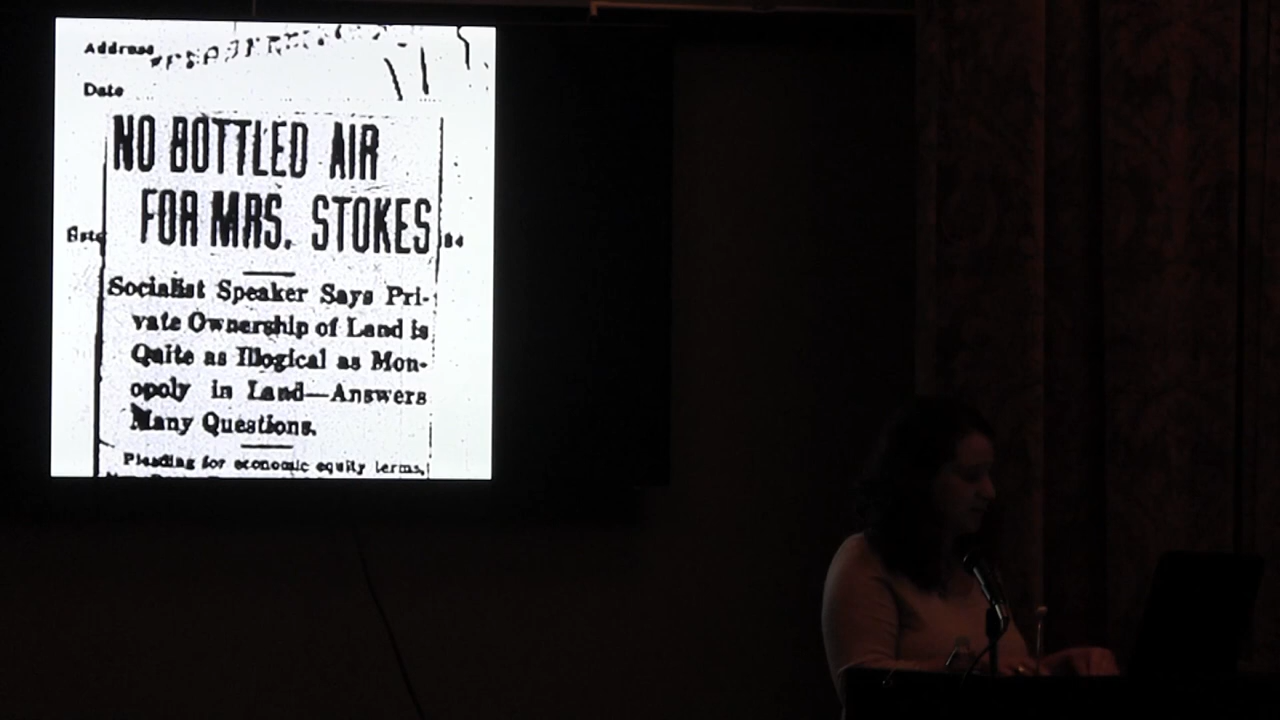 Address
Date
NO BOTTLED AIR
FOR MRS. STOKES
Socialist Speaker Says Pri-
vate Ownership of Land is
Quite as Illogical as Mon-
opoly in Land—Answers
Many Questions.
Pleading for economic equity terms,